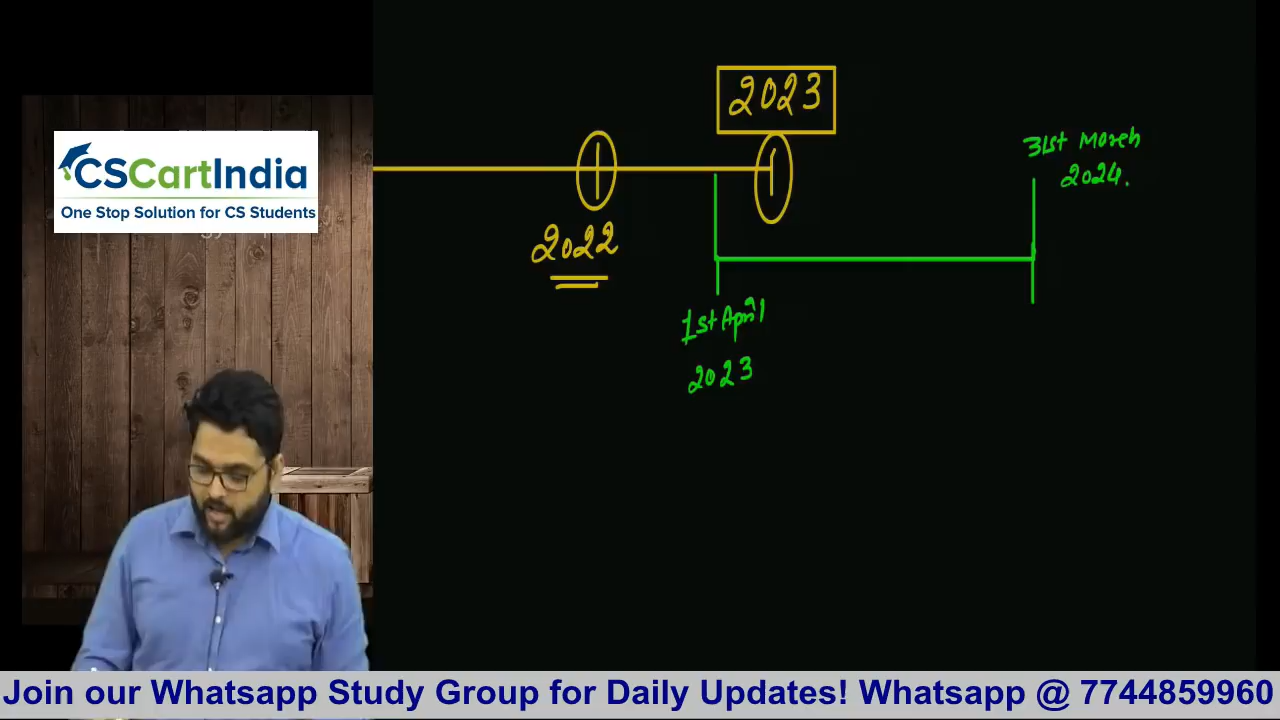 CSCartIndia
One Stop Solution for CS Students
2023
31st March
2024.
2022
1st April
2023
Join our Whatsapp Study Group for Daily Updates! Whatsapp @ 7744859960